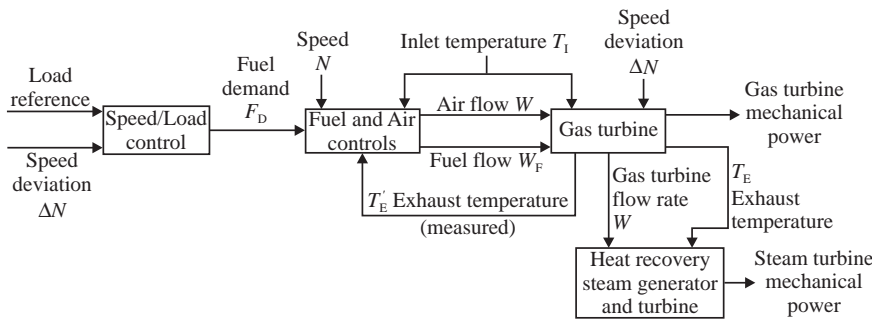 Load
reference
Speed
deviation
ΔN
Speed/Load
control
Fuel
demand
F_D
Speed
N
Inlet temperature T_I
Speed
deviation
ΔN
Fuel and Air
controls
Air flow W
Fuel flow W_F
Gas turbine
Gas turbine
mechanical
power
T_E′ Exhaust temperature
(measured)
Gas turbine
flow rate
W
T_E
Exhaust
temperature
Heat recovery
steam generator
and turbine
Steam turbine
mechanical
power